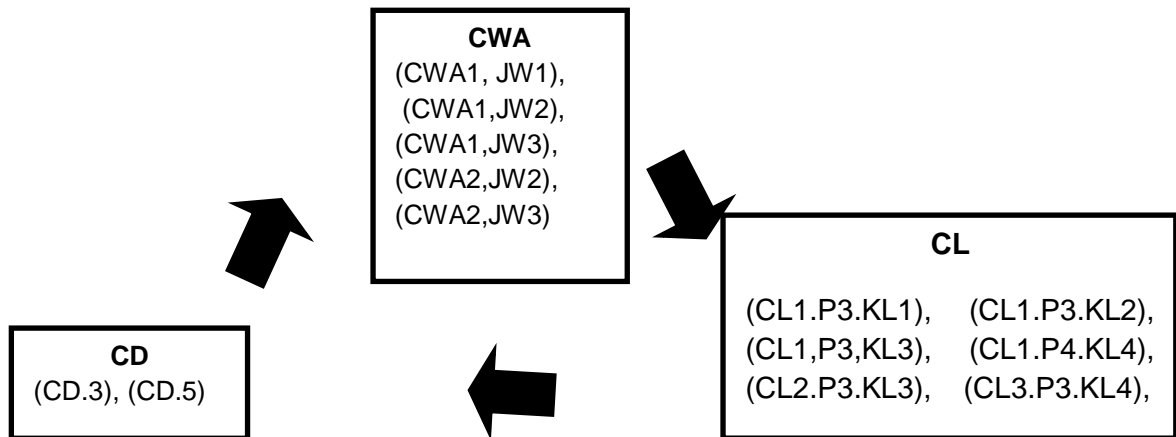 CWA
(CWA1, JW1),
(CWA1,JW2),
(CWA1,JW3),
(CWA2,JW2),
(CWA2,JW3)
CL
(CL1.P3.KL1), (CL1.P3.KL2),
(CL1,P3,KL3), (CL1.P4.KL4),
(CL2.P3.KL3), (CL3.P3.KL4),
CD
(CD.3), (CD.5)